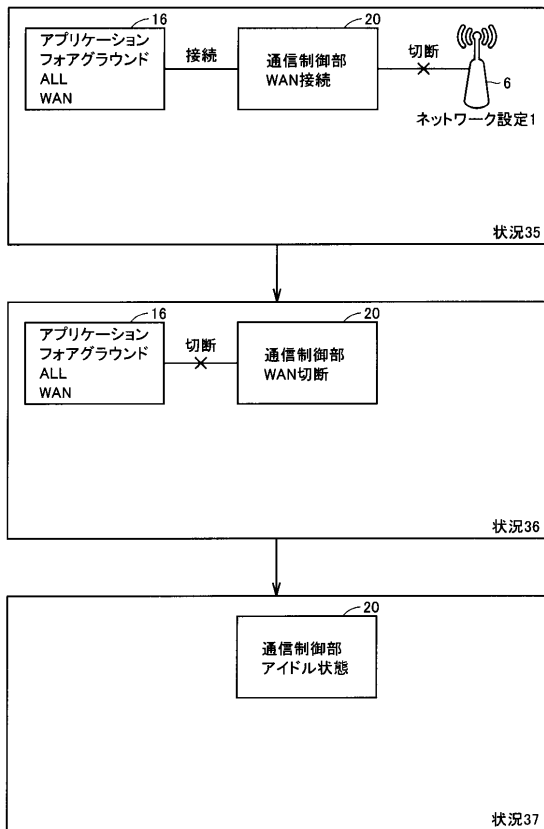 16
アプリケーション
フォアグラウンド
ALL
WAN
接続
20
通信制御部
WAN接続
切断
6
ネットワーク設定1
状況35
16
アプリケーション
フォアグラウンド
ALL
WAN
切断
20
通信制御部
WAN切断
状況36
20
通信制御部
アイドル状態
状況37